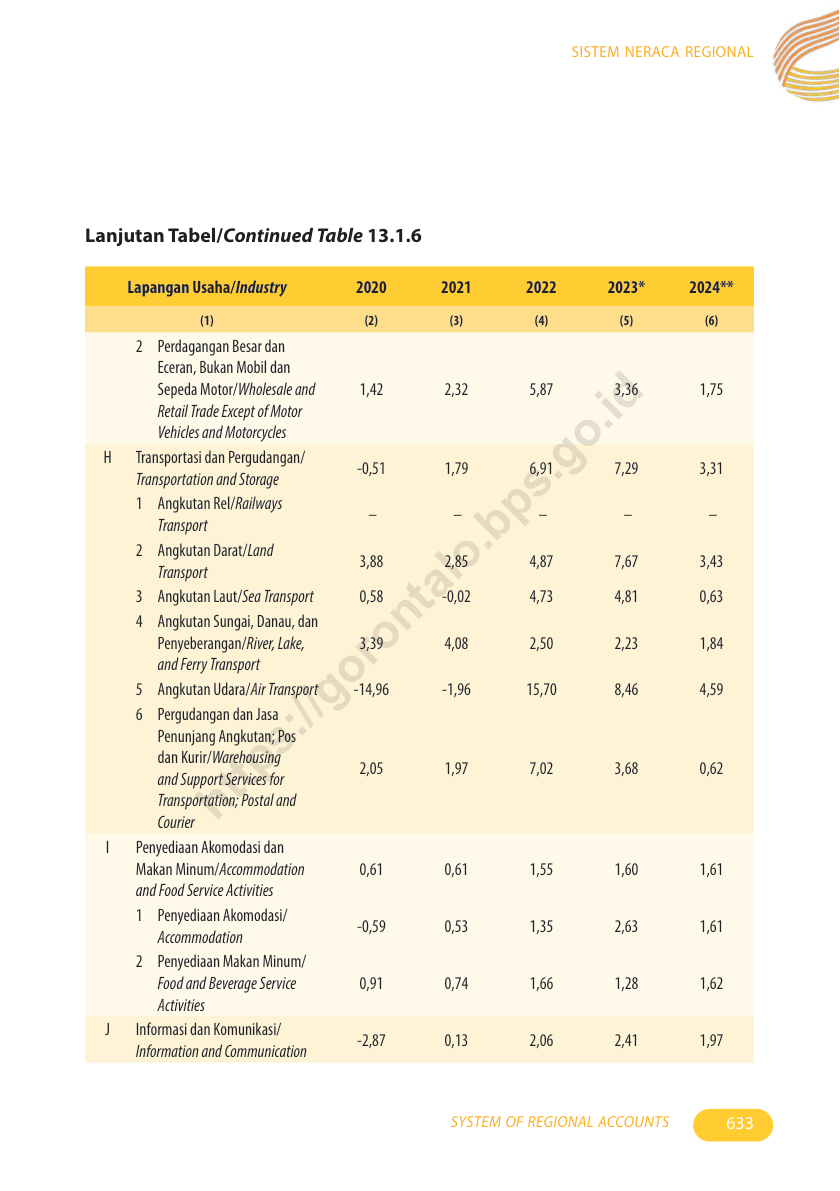 SISTEM NERACA REGIONAL
Lanjutan Tabel/Continued Table 13.1.6
Lapangan Usaha/Industry 2020 2021 2022 2023* 2024**
(1) (2) (3) (4) (5) (6)
2 Perdagangan Besar dan
Eceran, Bukan Mobil dan
Sepeda Motor/Wholesale and 1,42 2,32 5,87 3,36 1,75
Retail Trade Except of Motor
Vehicles and Motorcycles
H Transportasi dan Pergudangan/
Transportation and Storage -0,51 1,79 6,91 7,29 3,31
1 Angkutan Rel/Railways
Transport – – – – –
2 Angkutan Darat/Land
Transport 3,88 2,85 4,87 7,67 3,43
3 Angkutan Laut/Sea Transport 0,58 -0,02 4,73 4,81 0,63
4 Angkutan Sungai, Danau, dan
Penyeberangan/River, Lake, 3,39 4,08 2,50 2,23 1,84
and Ferry Transport
5 Angkutan Udara/Air Transport -14,96 -1,96 15,70 8,46 4,59
6 Pergudangan dan Jasa
Penunjang Angkutan; Pos
dan Kurir/Warehousing
and Support Services for 2,05 1,97 7,02 3,68 0,62
Transportation; Postal and
Courier
I Penyediaan Akomodasi dan
Makan Minum/Accommodation 0,61 0,61 1,55 1,60 1,61
and Food Service Activities
1 Penyediaan Akomodasi/
Accommodation -0,59 0,53 1,35 2,63 1,61
2 Penyediaan Makan Minum/
Food and Beverage Service 0,91 0,74 1,66 1,28 1,62
Activities
J Informasi dan Komunikasi/
Information and Communication -2,87 0,13 2,06 2,41 1,97
https://gorontalo.bps.go.id
SYSTEM OF REGIONAL ACCOUNTS 633